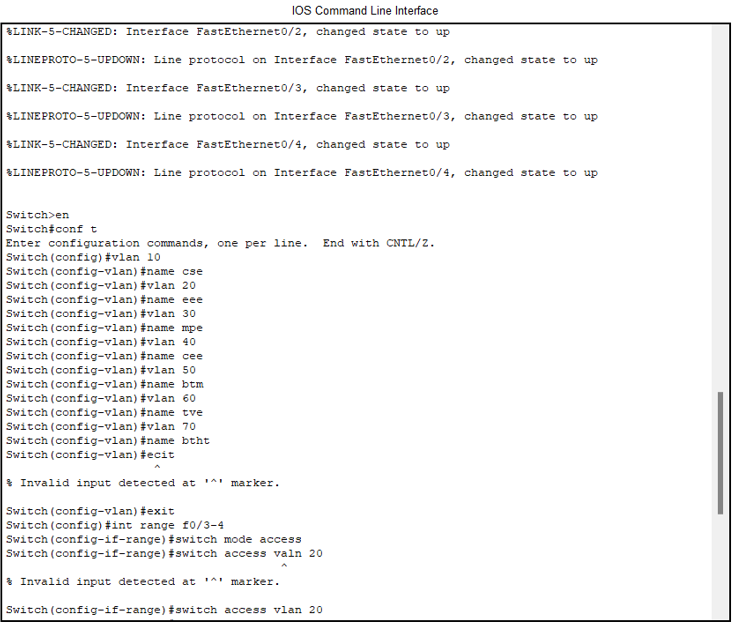 IOS Command Line Interface
%LINK-5-CHANGED: Interface FastEthernet0/2, changed state to up
%LINEPROTO-5-UPDOWN: Line protocol on Interface FastEthernet0/2, changed state to up
%LINK-5-CHANGED: Interface FastEthernet0/3, changed state to up
%LINEPROTO-5-UPDOWN: Line protocol on Interface FastEthernet0/3, changed state to up
%LINK-5-CHANGED: Interface FastEthernet0/4, changed state to up
%LINEPROTO-5-UPDOWN: Line protocol on Interface FastEthernet0/4, changed state to up
Switch>en
Switch#conf t
Enter configuration commands, one per line.  End with CNTL/Z.
Switch(config)#vlan 10
Switch(config-vlan)#name cse
Switch(config-vlan)#vlan 20
Switch(config-vlan)#name eee
Switch(config-vlan)#vlan 30
Switch(config-vlan)#name mpe
Switch(config-vlan)#vlan 40
Switch(config-vlan)#name cee
Switch(config-vlan)#vlan 50
Switch(config-vlan)#name btm
Switch(config-vlan)#vlan 60
Switch(config-vlan)#name tve
Switch(config-vlan)#vlan 70
Switch(config-vlan)#name btht
Switch(config-vlan)#ecit
^
% Invalid input detected at '^' marker.
Switch(config-vlan)#exit
Switch(config)#int range f0/3-4
Switch(config-if-range)#switch mode access
Switch(config-if-range)#switch access valn 20
^
% Invalid input detected at '^' marker.
Switch(config-if-range)#switch access vlan 20